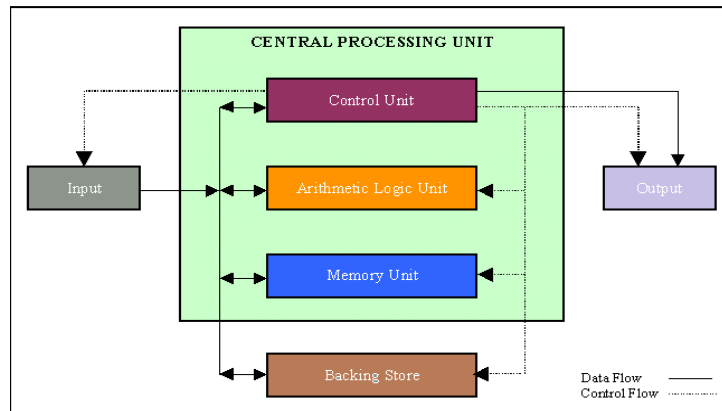 CENTRAL PROCESSING UNIT
Control Unit
Input
Arithmetic Logic Unit
Output
Memory Unit
Backing Store
Data Flow
Control Flow